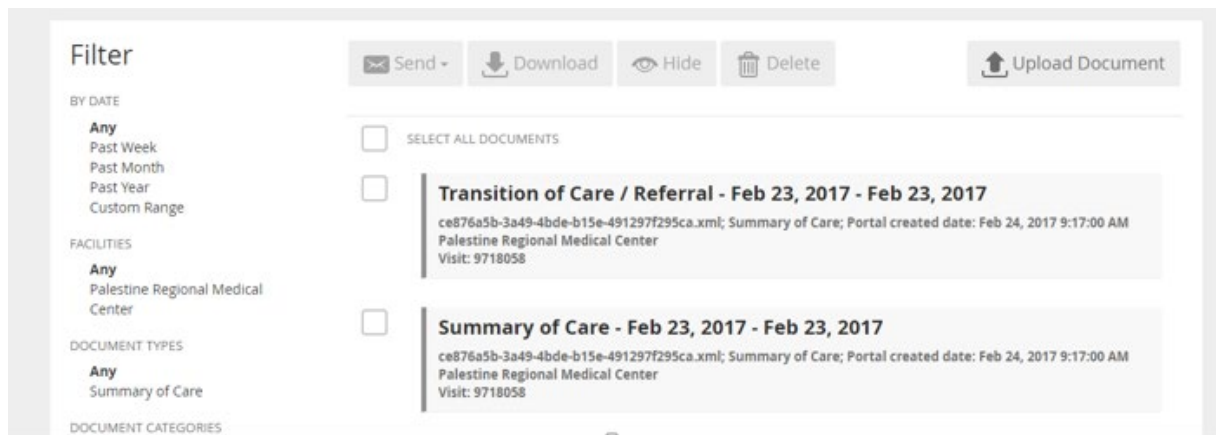 Filter
Send
Download
Hide
Delete
Upload Document
BY DATE
Any
Past Week
Past Month
Past Year
Custom Range
FACILITIES
Any
Palestine Regional Medical
Center
DOCUMENT TYPES
Any
Summary of Care
DOCUMENT CATEGORIES
SELECT ALL DOCUMENTS
Transition of Care / Referral - Feb 23, 2017 - Feb 23, 2017
ce876a5b-3a49-4bde-b15e-491297f295ca.xml; Summary of Care; Portal created date: Feb 24, 2017 9:17:00 AM
Palestine Regional Medical Center
Visit: 9718058
Summary of Care - Feb 23, 2017 - Feb 23, 2017
ce876a5b-3a49-4bde-b15e-491297f295ca.xml; Summary of Care; Portal created date: Feb 24, 2017 9:17:00 AM
Palestine Regional Medical Center
Visit: 9718058